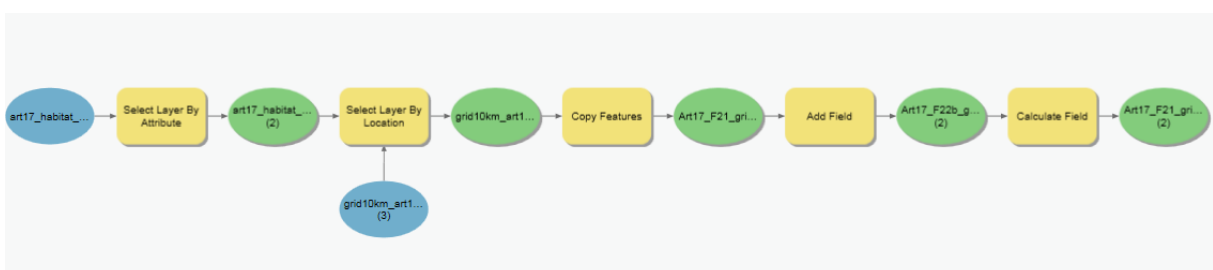 art17_habitat_...
Select Layer By
Attribute
art17_habitat_...
(2)
Select Layer By
Location
grid10km_art1...
Copy Features
Art17_F21_gri...
Add Field
Art17_F22b_g...
(2)
Calculate Field
Art17_F21_gri...
(2)
grid10km_art1...
(3)